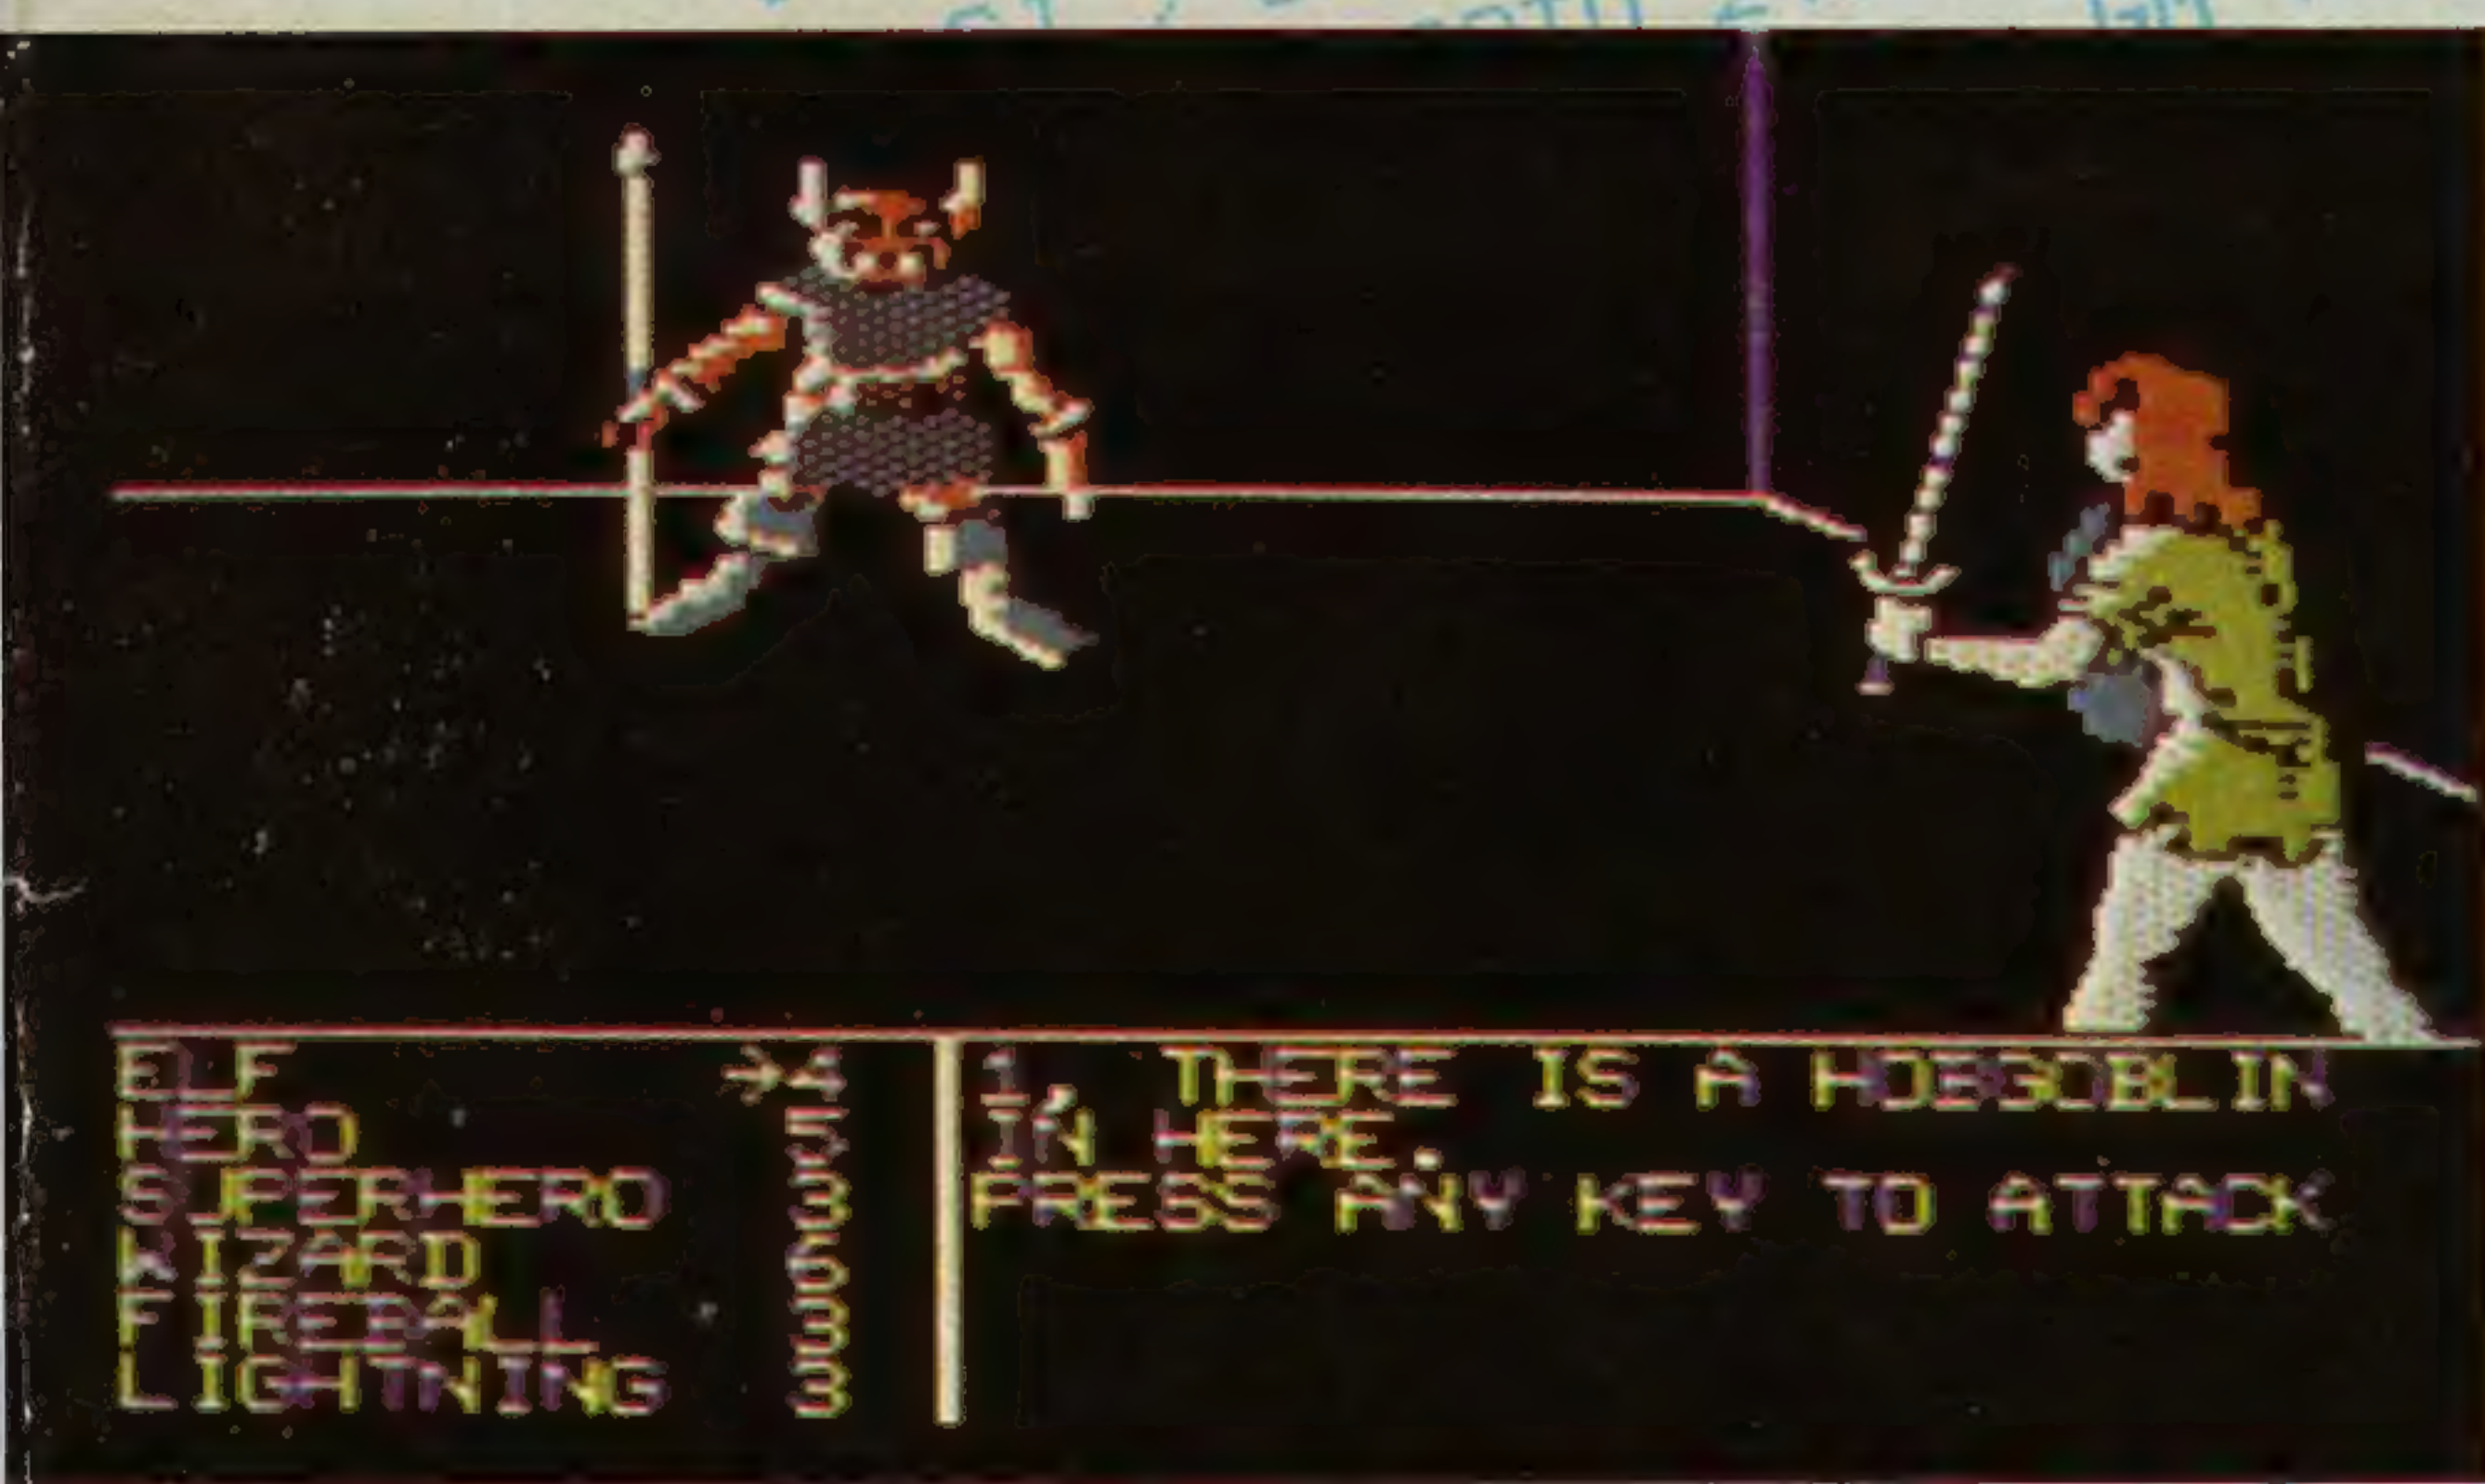 ELF →4
HERO 5
SUPERHERO 3
WIZARD 6
FIREBALL 3
LIGHTNING 3
1, THERE IS A HOBGOBLIN
IN HERE.
PRESS ANY KEY TO ATTACK